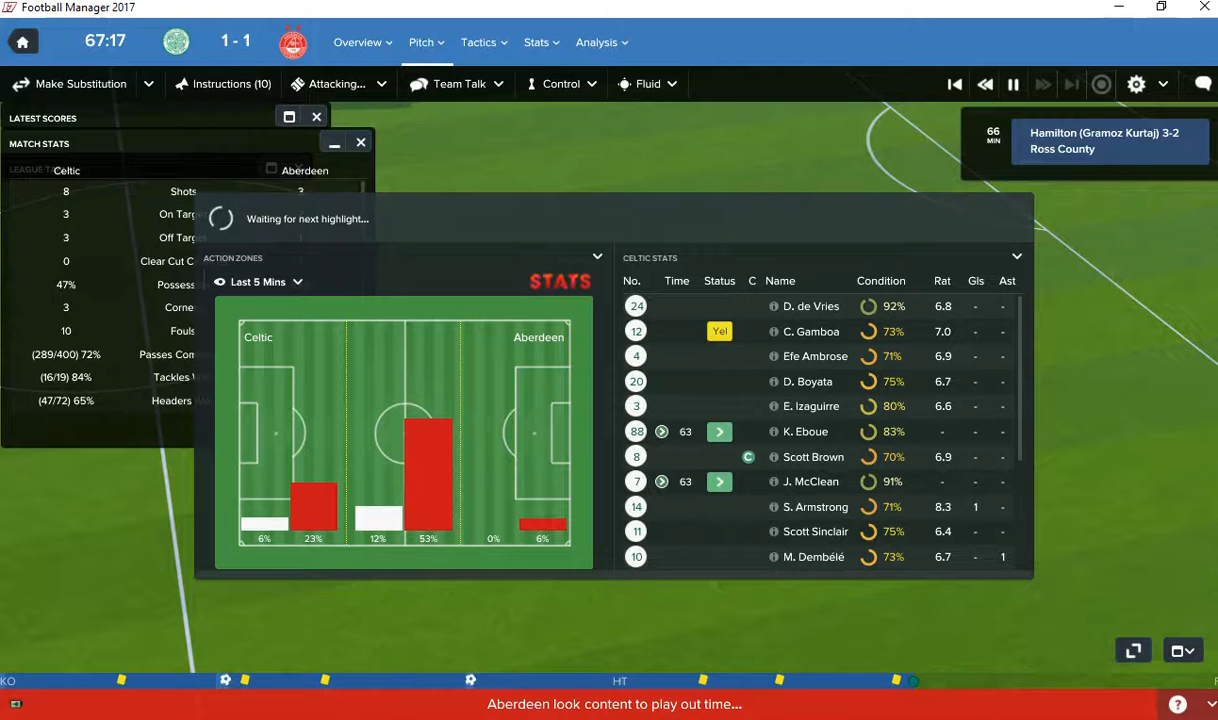 Football Manager 2017
67:17
1 - 1
Overview
Pitch
Tactics
Stats
Analysis
Make Substitution
Instructions (10)
Attacking...
Team Talk
Control
Fluid
LATEST SCORES
MATCH STATS
LEAGUE
Celtic
Aberdeen
8 Shots 3
3 On Targ
3 Off Targ
0 Clear Cut C
47% Possess
3 Corne
10 Fouls
(289/400) 72% Passes Com
(16/19) 84% Tackles W
(47/72) 65% Headers W
66
MIN
Hamilton (Gramoz Kurtaj) 3-2
Ross County
Waiting for next highlight...
ACTION ZONES
Last 5 Mins
STATS
Celtic
Aberdeen
6% 23% 12% 53% 0% 6%
CELTIC STATS
No. Time Status C Name Condition Rat Gls Ast
24 D. de Vries 92% 6.8 - -
12 Yel C. Gamboa 73% 7.0 - -
4 Efe Ambrose 71% 6.9 - -
20 D. Boyata 75% 6.7 - -
3 E. Izaguirre 80% 6.6 - -
88 63 K. Eboue 83% - - -
8 C Scott Brown 70% 6.9 - -
7 63 J. McClean 91% - - -
14 S. Armstrong 71% 8.3 1 -
11 Scott Sinclair 75% 6.4 - -
10 M. Dembélé 73% 6.7 - 1
KO
HT
F
Aberdeen look content to play out time...
?